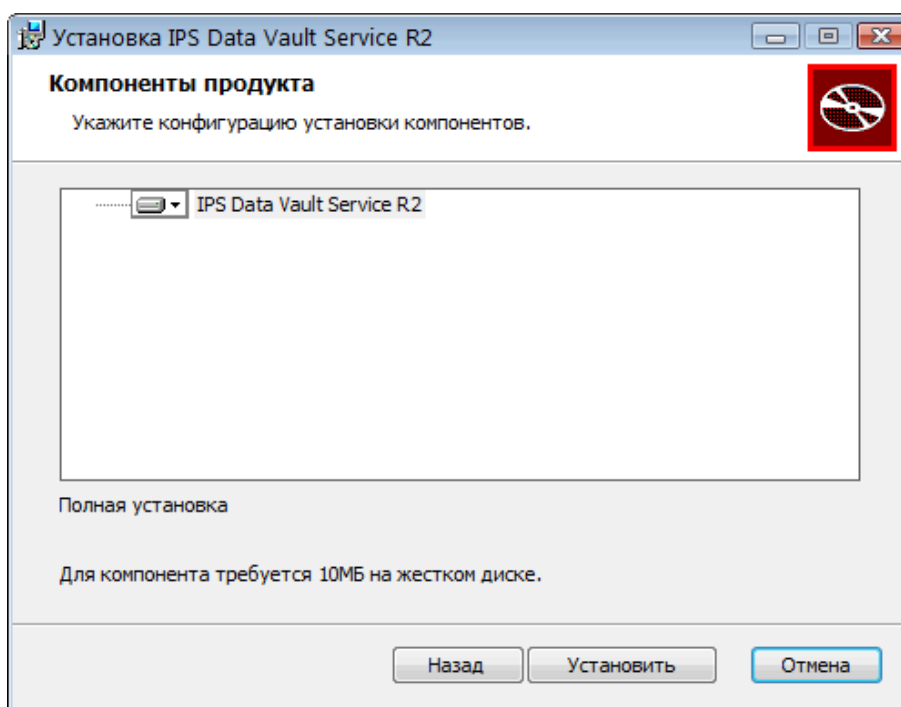 Установка IPS Data Vault Service R2
Компоненты продукта
Укажите конфигурацию установки компонентов.
IPS Data Vault Service R2
Полная установка
Для компонента требуется 10МБ на жестком диске.
Назад Установить Отмена